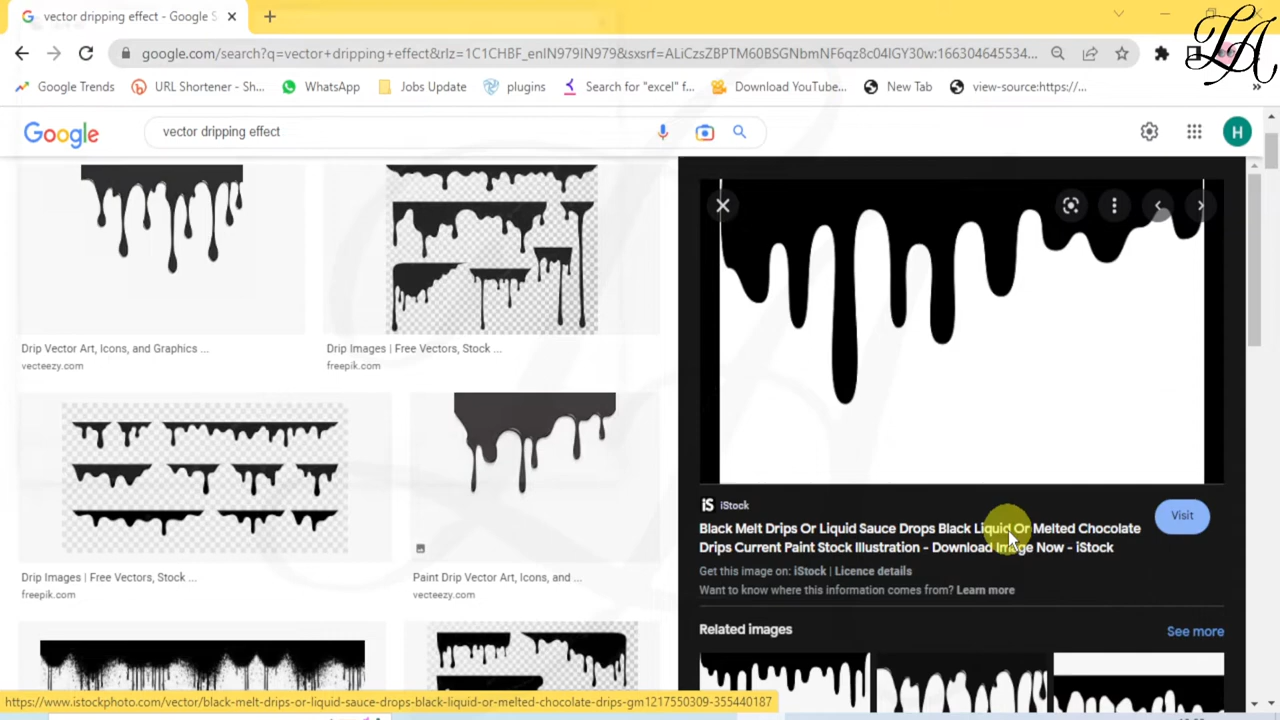 vector dripping effect - Google S
LA
google.com/search?q=vector+dripping+effect&rlz=1C1CHBF_enIN979IN979&sxsrf=ALiCzsZBPTM60BSGNbmNF6qz8c04IGY30w:166304645534...
Google Trends
URL Shortener - Sh...
WhatsApp
Jobs Update
plugins
Search for "excel" f...
Download YouTube...
New Tab
view-source:https://...
»
Google
vector dripping effect
H
Drip Vector Art, Icons, and Graphics ...
vecteezy.com
Drip Images | Free Vectors, Stock ...
freepik.com
iS iStock
Black Melt Drips Or Liquid Sauce Drops Black Liquid Or Melted Chocolate
Drips Current Paint Stock Illustration - Download Image Now - iStock
Visit
Get this image on: iStock | Licence details
Want to know where this information comes from? Learn more
Drip Images | Free Vectors, Stock ...
freepik.com
Paint Drip Vector Art, Icons, and ...
vecteezy.com
Related images
See more
https://www.istockphoto.com/vector/black-melt-drips-or-liquid-sauce-drops-black-liquid-or-melted-chocolate-drips-gm1217550309-355440187